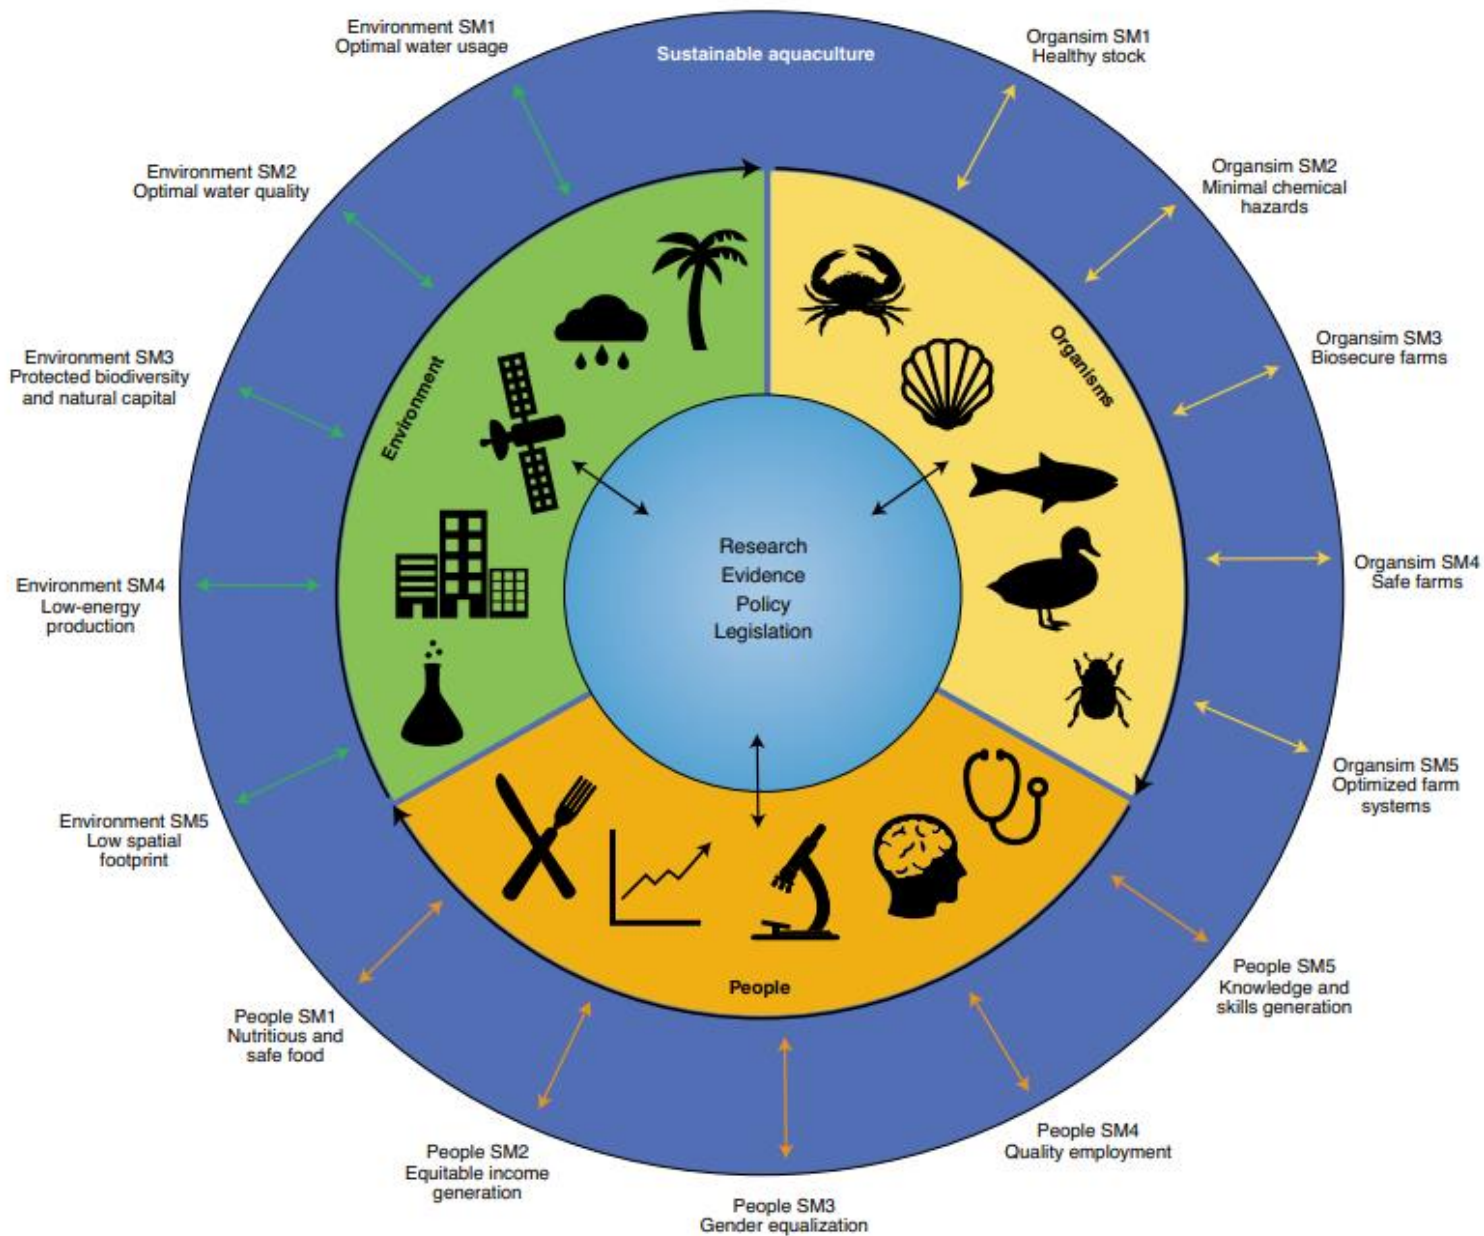 Environment SM1
Optimal water usage
Sustainable aquaculture
Organsim SM1
Healthy stock
Environment SM2
Optimal water quality
Organsim SM2
Minimal chemical
hazards
Environment SM3
Protected biodiversity
and natural capital
Environment
Organisms
Organsim SM3
Biosecure farms
Research
Evidence
Policy
Legislation
Environment SM4
Low-energy
production
Organsim SM4
Safe farms
Environment SM5
Low spatial
footprint
Organsim SM5
Optimized farm
systems
People
People SM1
Nutritious and
safe food
People SM2
Equitable income
generation
People SM3
Gender equalization
People SM4
Quality employment
People SM5
Knowledge and
skills generation